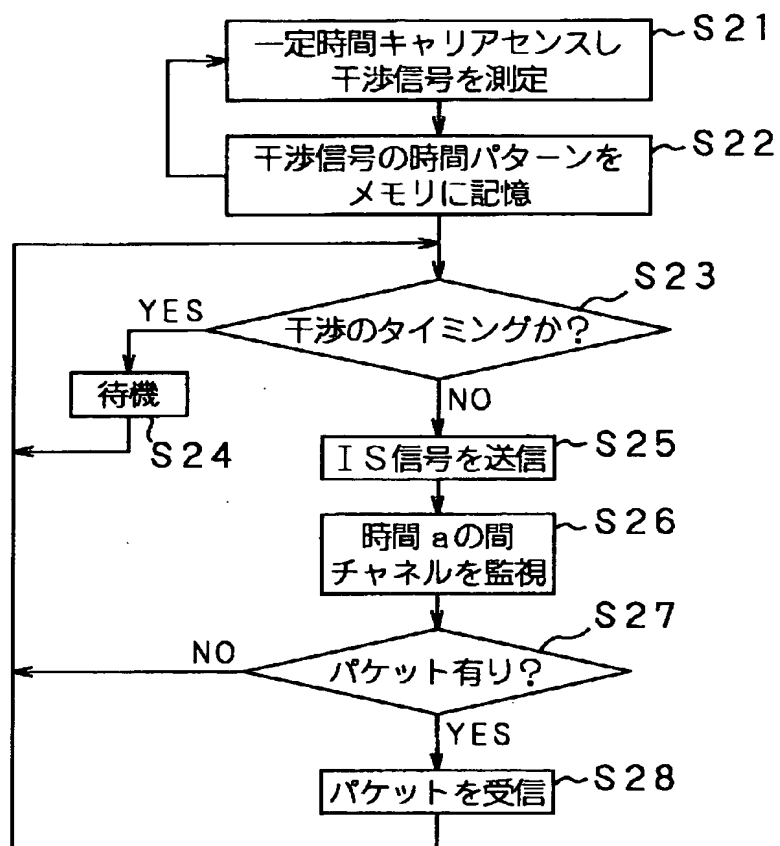 一定時間キャリアセンスし
干渉信号を測定
S21
干渉信号の時間パターンを
メモリに記憶
S22
干渉のタイミングか?
S23
YES
NO
待機
S24
IS信号を送信
S25
時間aの間
チャネルを監視
S26
パケット有り?
S27
NO
YES
パケットを受信
S28